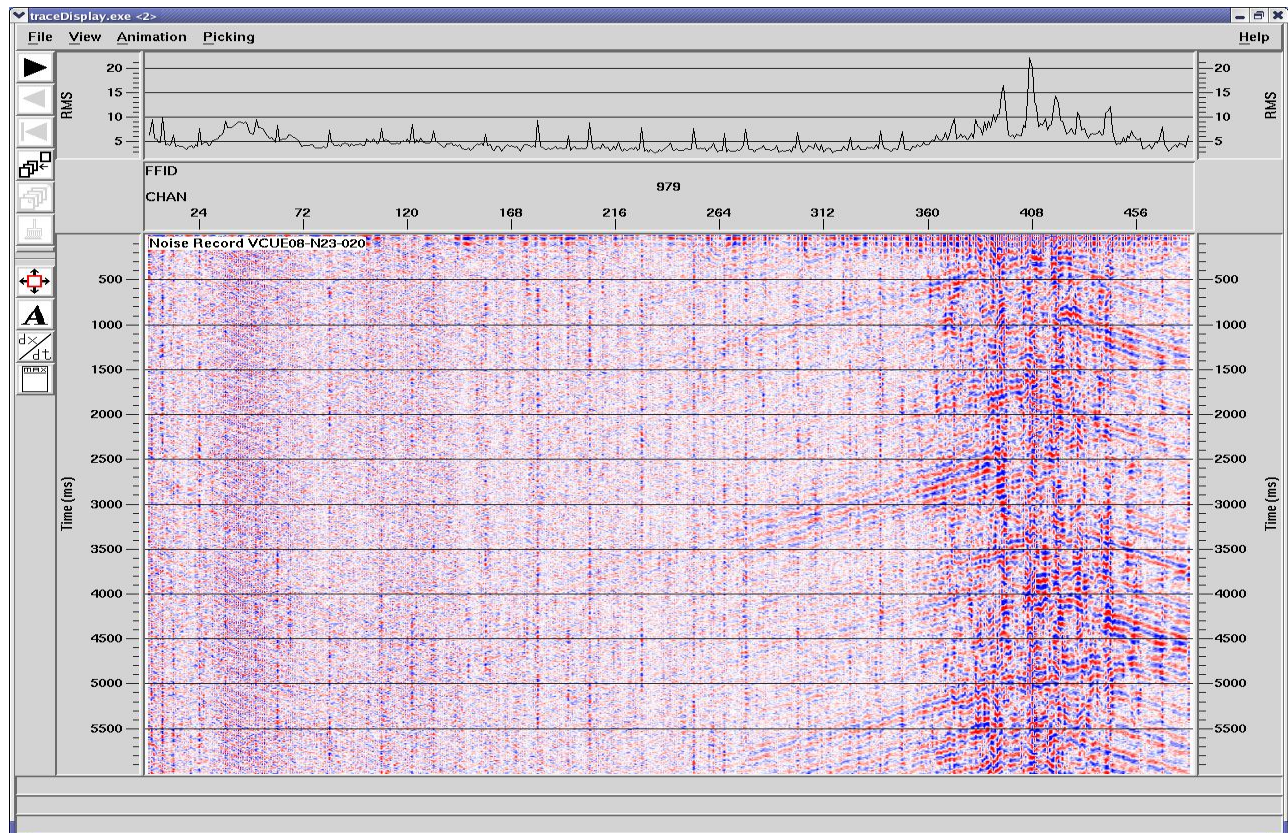 traceDisplay.exe <2>
File View Animation Picking Help
20 20
15 15
RMS RMS
10 10
5 5
FFID
979
CHAN
24 72 120 168 216 264 312 360 408 456
Noise Record VCUE08-N23-020
500 500
A
1000 1000
dx/dt
max
1500 1500
2000 2000
2500 2500
Time (ms) Time (ms)
3000 3000
3500 3500
4000 4000
4500 4500
5000 5000
5500 5500